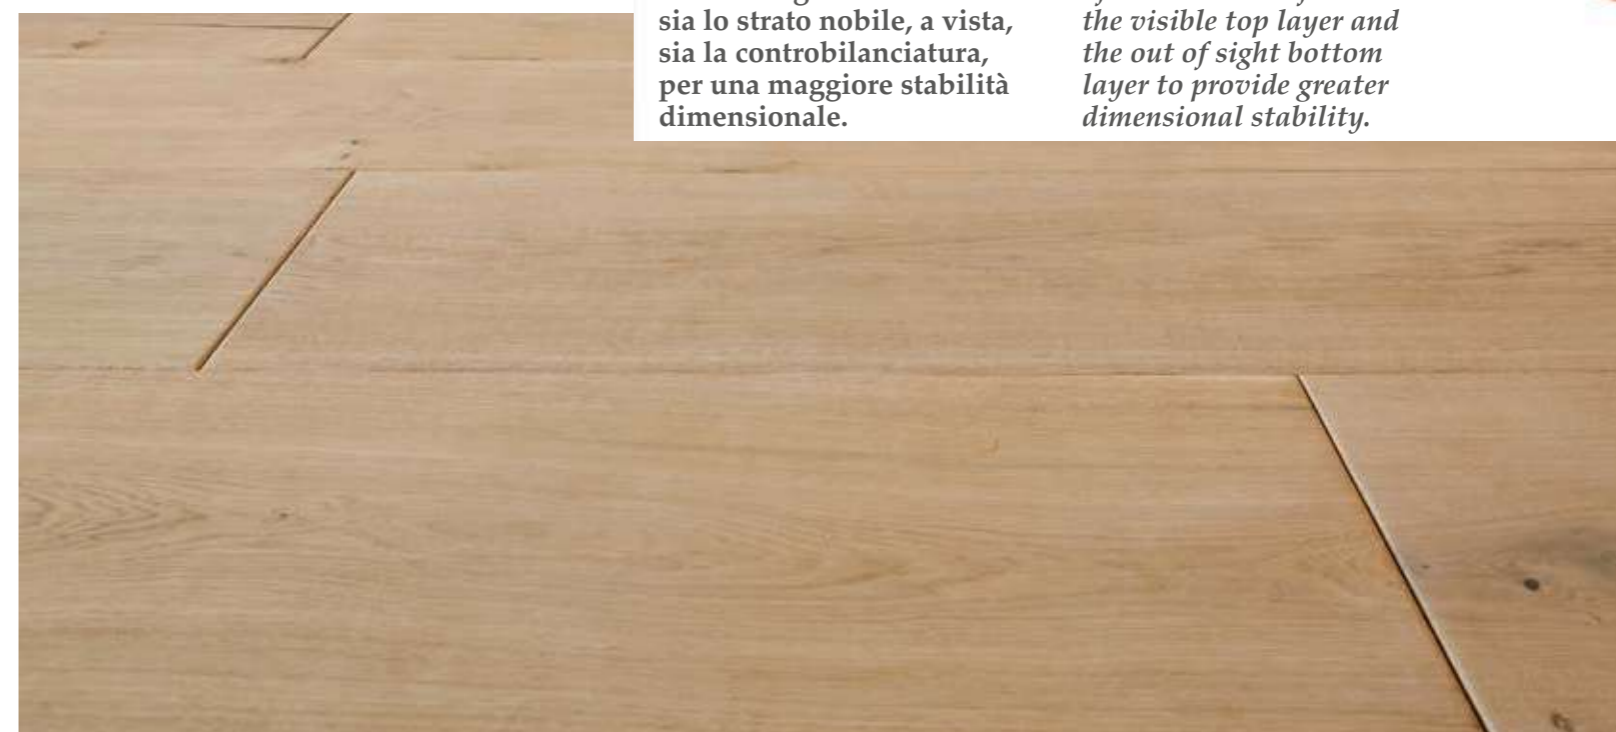 sia lo strato nobile, a vista,
sia la controbilanciatura,
per una maggiore stabilità
dimensionale.
the visible top layer and
the out of sight bottom
layer to provide greater
dimensional stability.